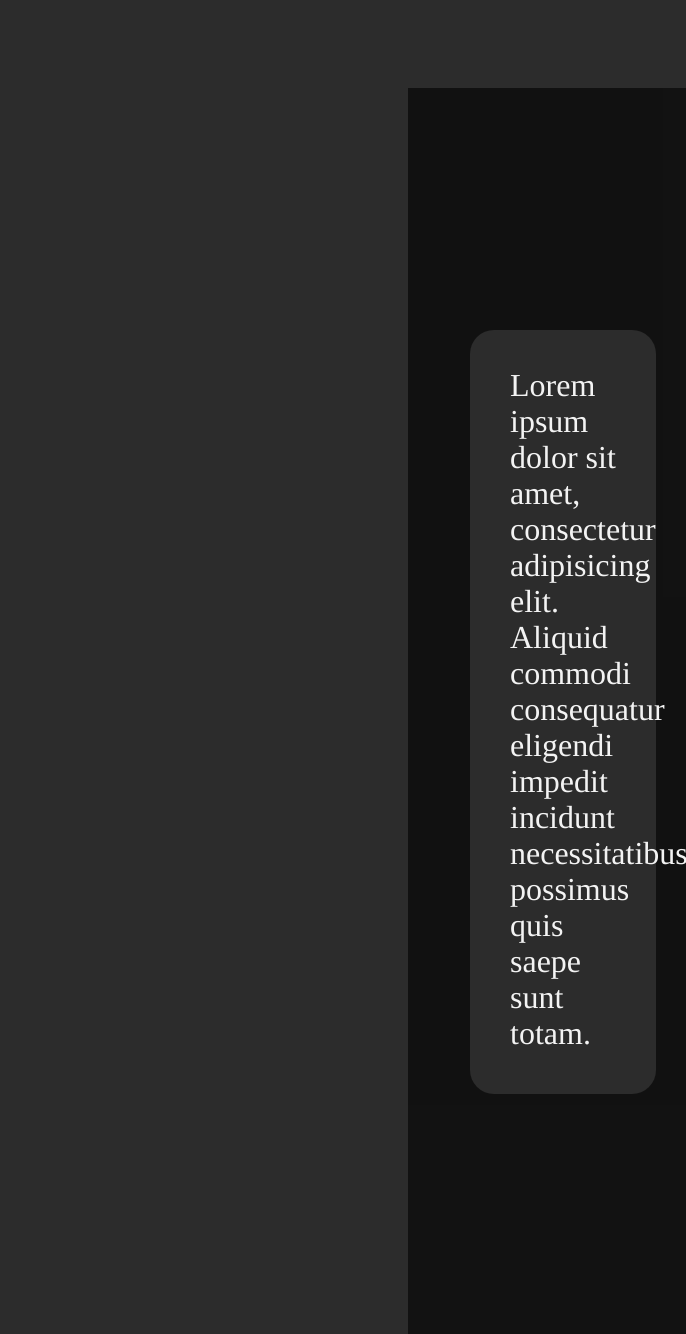 Lorem
ipsum
dolor sit
amet,
consectetur
adipisicing
elit.
Aliquid
commodi
consequatur
eligendi
impedit
incidunt
necessitatibus
possimus
quis
saepe
sunt
totam.